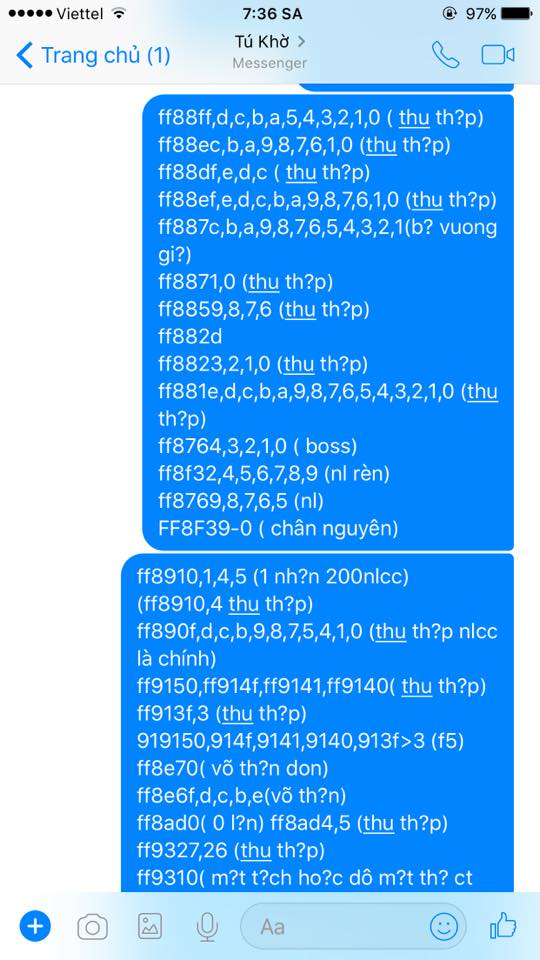 Viettel 7:36 SA 97%
Trang chủ (1) Tú Khờ
Messenger
ff88ff,d,c,b,a,5,4,3,2,1,0 ( thu th?p)
ff88ec,b,a,9,8,7,6,1,0 (thu th?p)
ff88df,e,d,c ( thu th?p)
ff88ef,e,d,c,b,a,9,8,7,6,1,0 (thu th?p)
ff887c,b,a,9,8,7,6,5,4,3,2,1(b? vuong
gi?)
ff8871,0 (thu th?p)
ff8859,8,7,6 (thu th?p)
ff882d
ff8823,2,1,0 (thu th?p)
ff881e,d,c,b,a,9,8,7,6,5,4,3,2,1,0 (thu
th?p)
ff8764,3,2,1,0 ( boss)
ff8f32,4,5,6,7,8,9 (nl rèn)
ff8769,8,7,6,5 (nl)
FF8F39-0 ( chân nguyên)
ff8910,1,4,5 (1 nh?n 200nlcc)
(ff8910,4 thu th?p)
ff890f,d,c,b,9,8,7,5,4,1,0 (thu th?p nlcc
là chính)
ff9150,ff914f,ff9141,ff9140( thu th?p)
ff913f,3 (thu th?p)
919150,914f,9141,9140,913f>3 (f5)
ff8e70( võ th?n don)
ff8e6f,d,c,b,e(võ th?n)
ff8ad0( 0 l?n) ff8ad4,5 (thu th?p)
ff9327,26 (thu th?p)
ff9310( m?t t?ch ho?c dô m?t th? ct
Aa